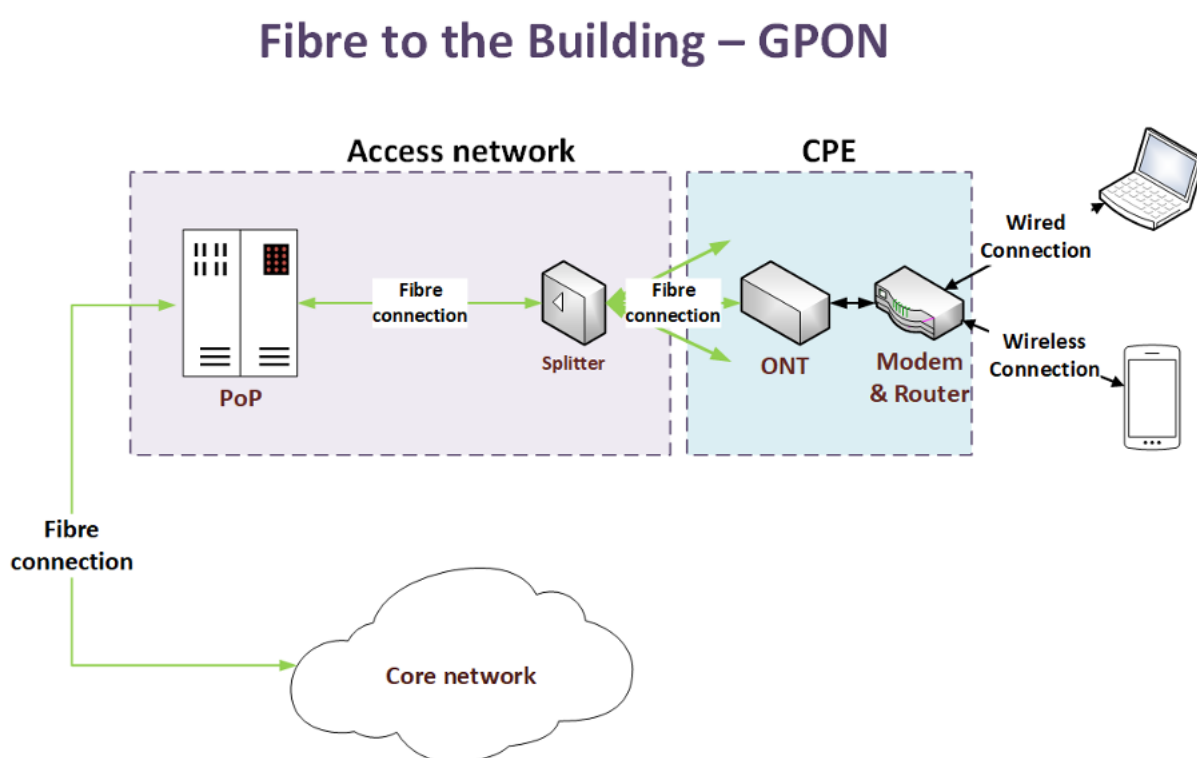 Fibre to the Building – GPON
Access network
CPE
Wired
Connection
Fibre
connection
Fibre
connection
Splitter
PoP
ONT
Modem
& Router
Wireless
Connection
Fibre
connection
Core network